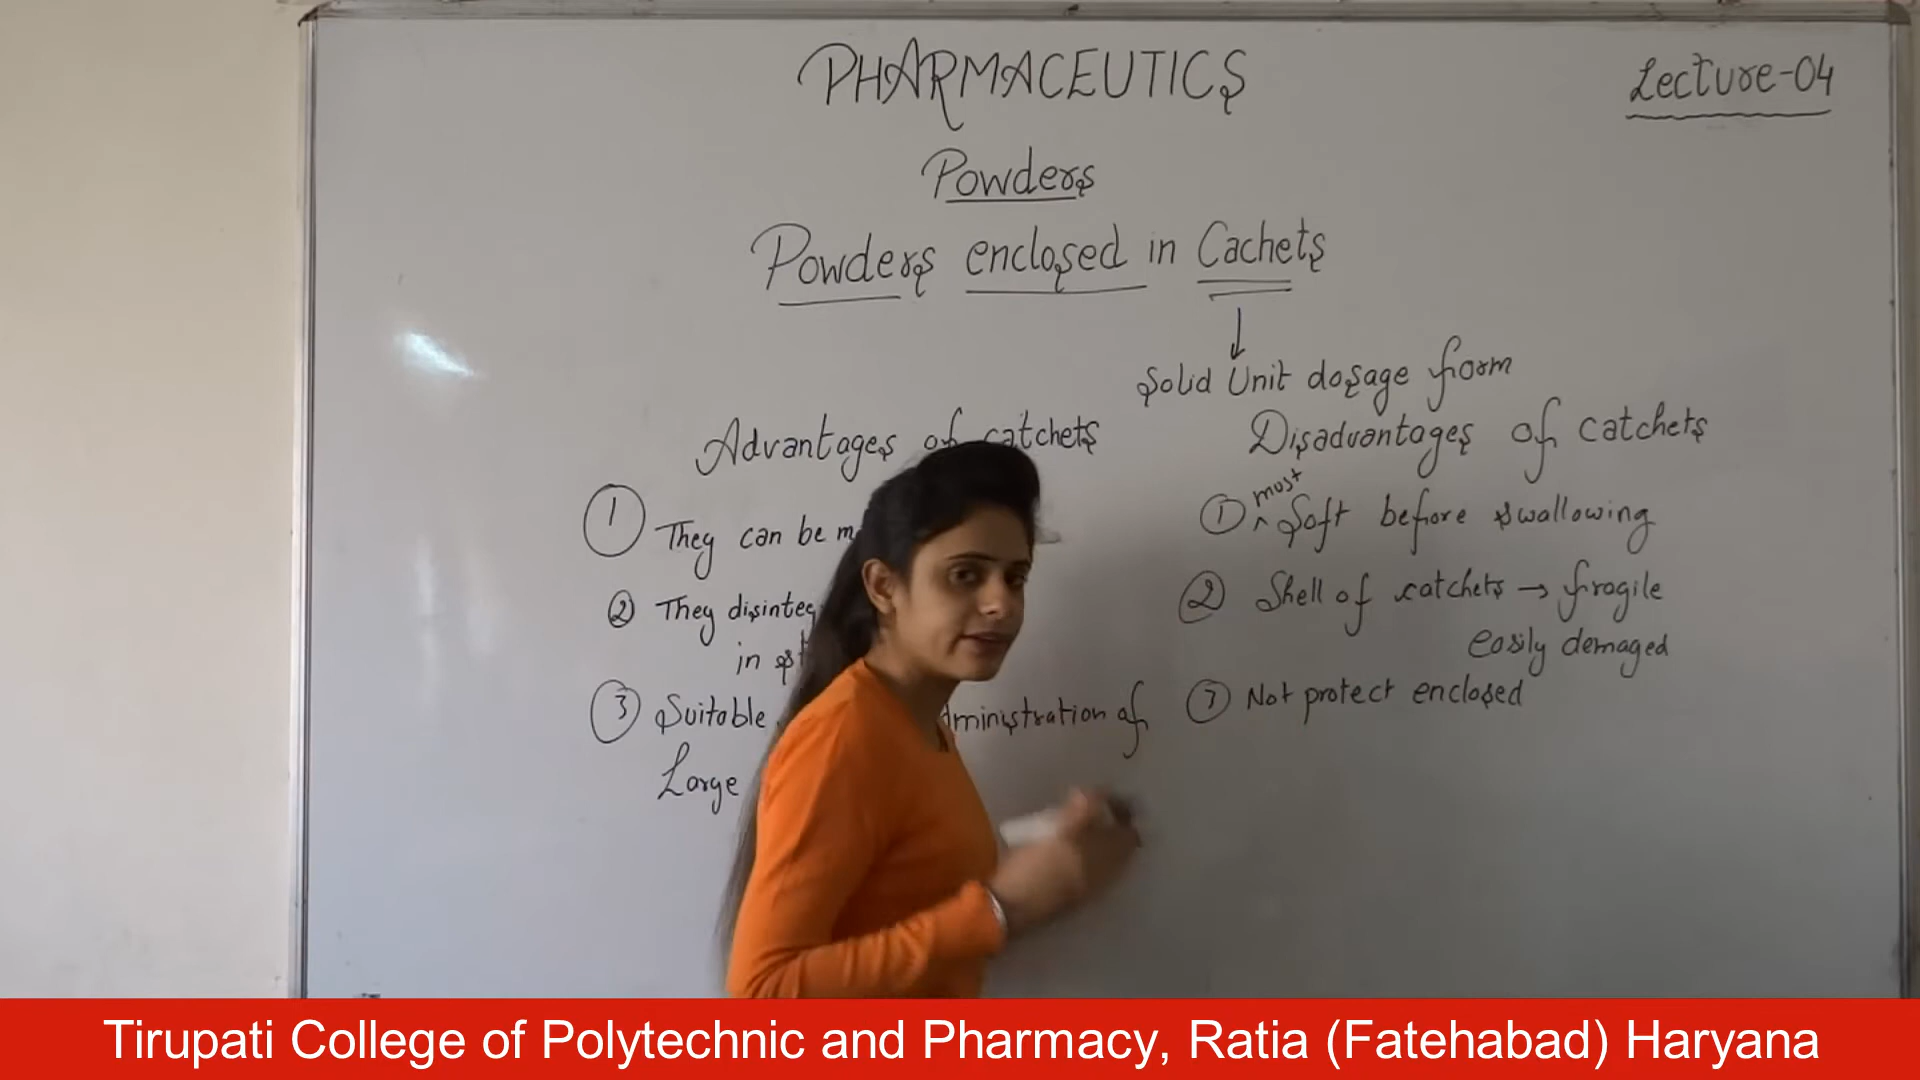 PHARMACEUTICS
Lecture-04
Powders
Powders enclosed in Cachets
Solid Unit dosage form
Advantages of catchets
① They can be
② They
in
③ Suitable
Large
administration of
Disadvantages of catchets
① ^ most Soft before swallowing
② Shell of catchets → fragile
easily demaged
③ Not protect enclosed
Tirupati College of Polytechnic and Pharmacy, Ratia (Fatehabad) Haryana